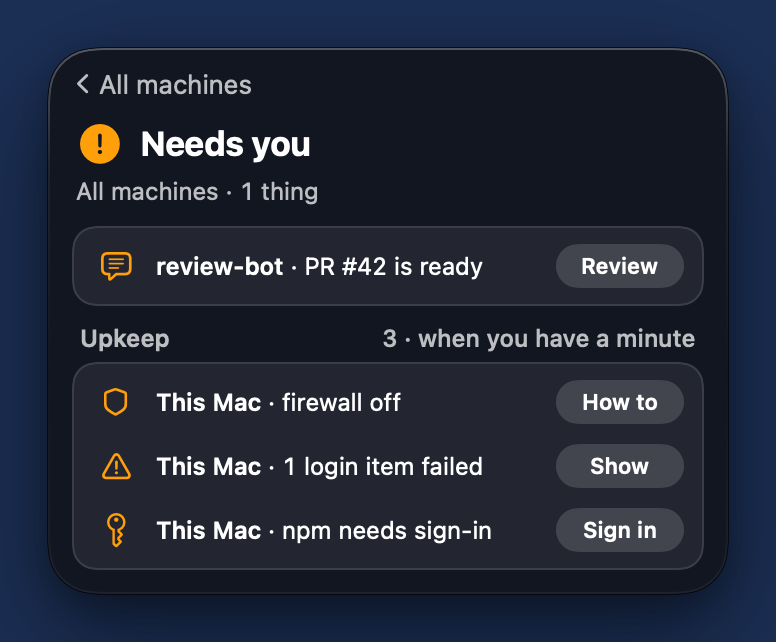 All machines
Needs you
All machines · 1 thing
review-bot · PR #42 is ready Review
Upkeep 3 · when you have a minute
This Mac · firewall off How to
This Mac · 1 login item failed Show
This Mac · npm needs sign-in Sign in